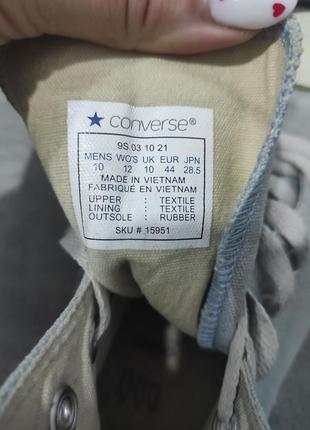 converse®
9S 03 10 21
MENS WO'S UK EUR JPN
10 12 10 44 28.5
MADE IN VIETNAM
FABRIQUÉ EN VIETNAM
UPPER : TEXTILE
LINING : TEXTILE
OUTSOLE : RUBBER
SKU # 15951